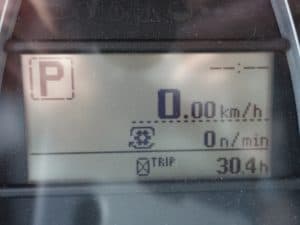 P
--:--
0.00 km/h
0 n/min
TRIP 30.4 h